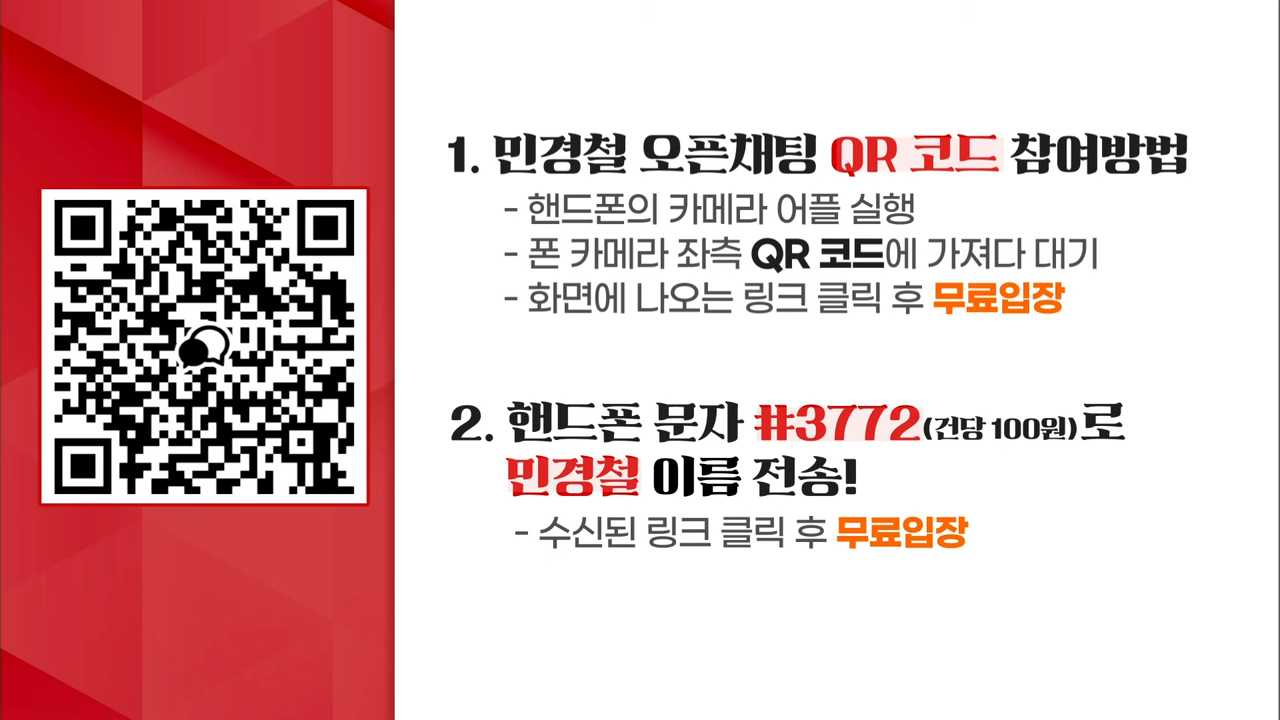 1. 민경철 오픈채팅 QR 코드 참여방법
- 핸드폰의 카메라 어플 실행
- 폰 카메라 좌측 QR 코드에 가져다 대기
- 화면에 나오는 링크 클릭 후 무료입장
2. 핸드폰 문자 #3772(건당 100원)로
민경철 이름 전송!
- 수신된 링크 클릭 후 무료입장